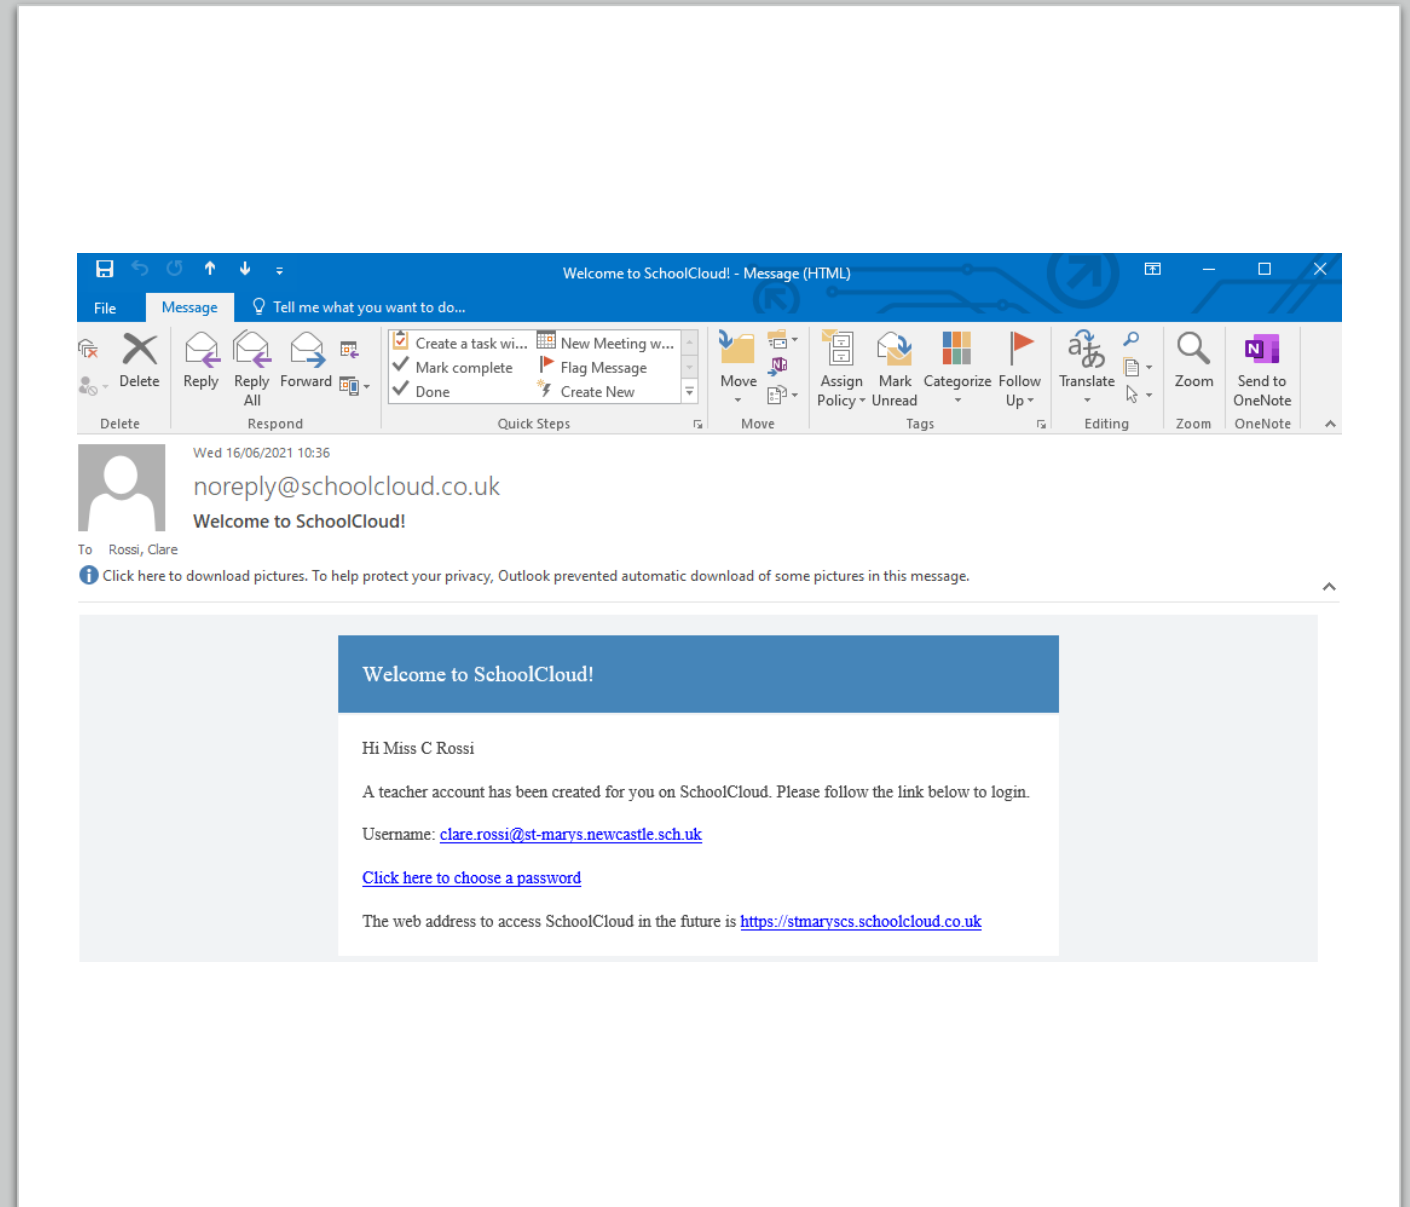 Welcome to SchoolCloud! - Message (HTML)
File Message Tell me what you want to do...
Delete
Reply
Reply All
Forward
Create a task wi...
Mark complete
Done
New Meeting w...
Flag Message
Create New
Move
Assign Policy
Mark Unread
Categorize
Follow Up
Translate
Zoom
Send to OneNote
Delete Respond Quick Steps Move Tags Editing Zoom OneNote
Wed 16/06/2021 10:36
noreply@schoolcloud.co.uk
Welcome to SchoolCloud!
To Rossi, Clare
Click here to download pictures. To help protect your privacy, Outlook prevented automatic download of some pictures in this message.
Welcome to SchoolCloud!
Hi Miss C Rossi
A teacher account has been created for you on SchoolCloud. Please follow the link below to login.
Username: clare.rossi@st-marys.newcastle.sch.uk
Click here to choose a password
The web address to access SchoolCloud in the future is https://stmaryscs.schoolcloud.co.uk